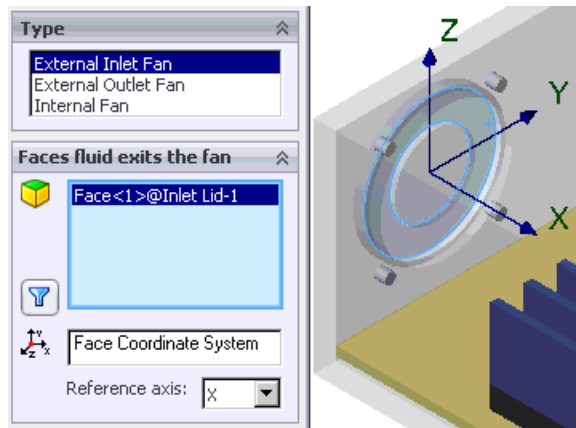 Type
External Inlet Fan
External Outlet Fan
Internal Fan
Faces fluid exits the fan
Face<1>@Inlet Lid-1
Face Coordinate System
Reference axis: X
Z
Y
X